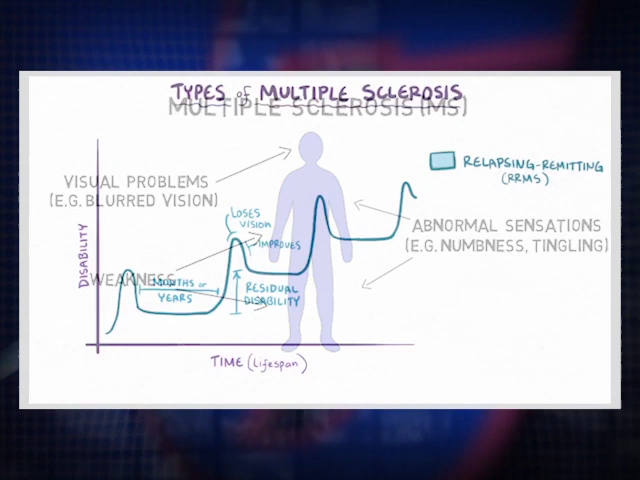 TYPES of MULTIPLE SCLEROSIS
MULTIPLE SCLEROSIS (MS)
RELAPSING-REMITTING
(RRMS)
VISUAL PROBLEMS
(E.G. BLURRED VISION)
LOSES
VISION
IMPROVES
ABNORMAL SENSATIONS
(E.G. NUMBNESS, TINGLING)
DISABILITY
WEAKNESS
MONTHS or
YEARS
RESIDUAL
DISABILITY
TIME (Lifespan)